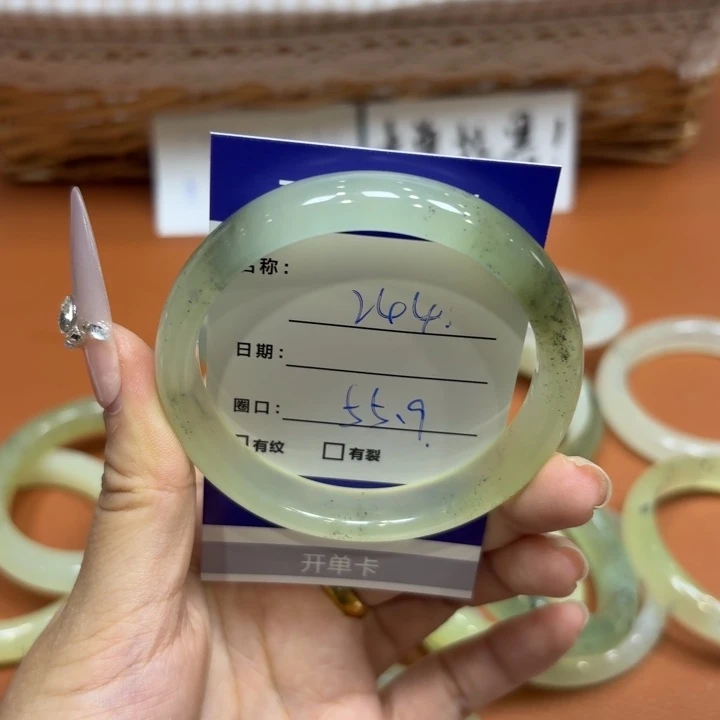 名称:
264.
日期:
圈口:
55.9.
有纹 有裂
开单卡